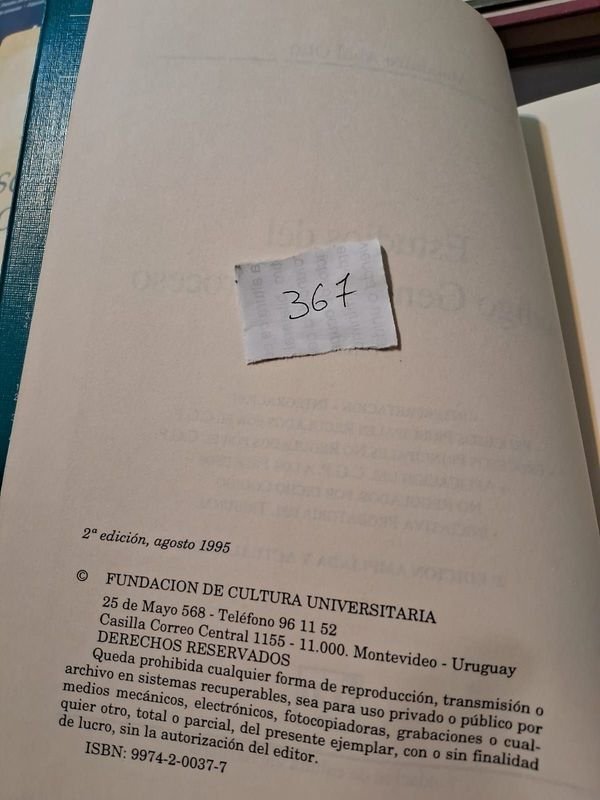 367
2ª edición, agosto 1995
© FUNDACION DE CULTURA UNIVERSITARIA
25 de Mayo 568 - Teléfono 96 11 52
Casilla Correo Central 1155 - 11.000. Montevideo - Uruguay
DERECHOS RESERVADOS
Queda prohibida cualquier forma de reproducción, transmisión o
archivo en sistemas recuperables, sea para uso privado o público por
medios mecánicos, electrónicos, fotocopiadoras, grabaciones o cual-
quier otro, total o parcial, del presente ejemplar, con o sin finalidad
de lucro, sin la autorización del editor.
ISBN: 9974-2-0037-7